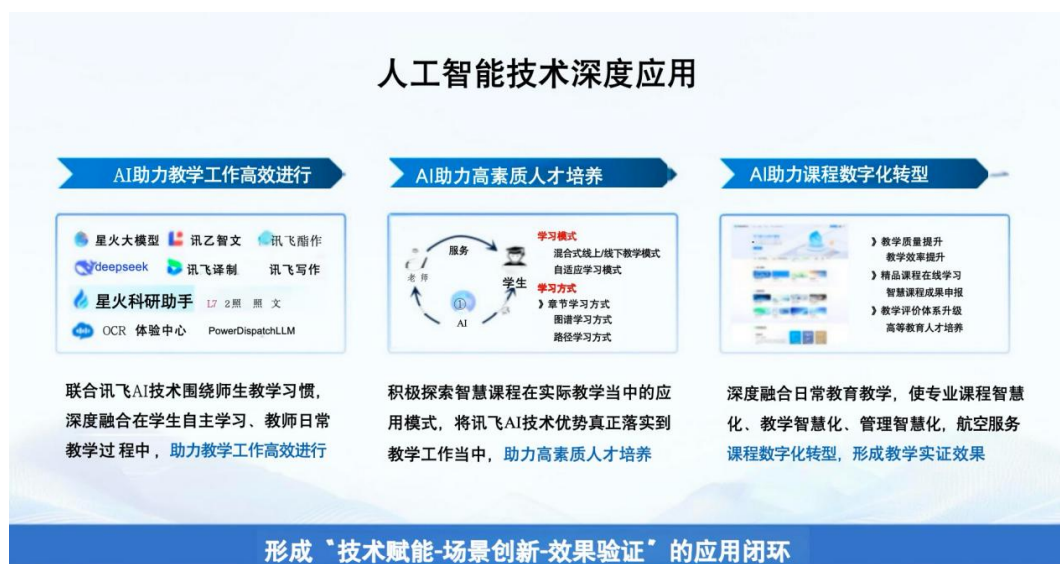 人工智能技术深度应用
AI助力教学工作高效进行
星火大模型 讯乙智文 讯飞酯作
deepseek 讯飞译制 讯飞写作
星火科研助手 L7 2照 照 文
OCR 体验中心 PowerDispatchLLM
联合讯飞AI技术围绕师生教学习惯，
深度融合在学生自主学习、教师日常
教学过程中，助力教学工作高效进行
AI助力高素质人才培养
服务
老师
学生
①
AI
学习模式
混合式线上/线下教学模式
自适应学习模式
学习方式
》章节学习方式
图谱学习方式
路径学习方式
积极探索智慧课程在实际教学当中的应
用模式，将讯飞AI技术优势真正落实到
教学工作当中，助力高素质人才培养
AI助力课程数字化转型
》教学质量提升
教学效率提升
》精品课程在线学习
智慧课程成果申报
》教学评价体系升级
高等教育人才培养
深度融合日常教育教学，使专业课程智慧
化、教学智慧化、管理智慧化，航空服务
课程数字化转型，形成教学实证效果
形成“技术赋能-场景创新-效果验证”的应用闭环